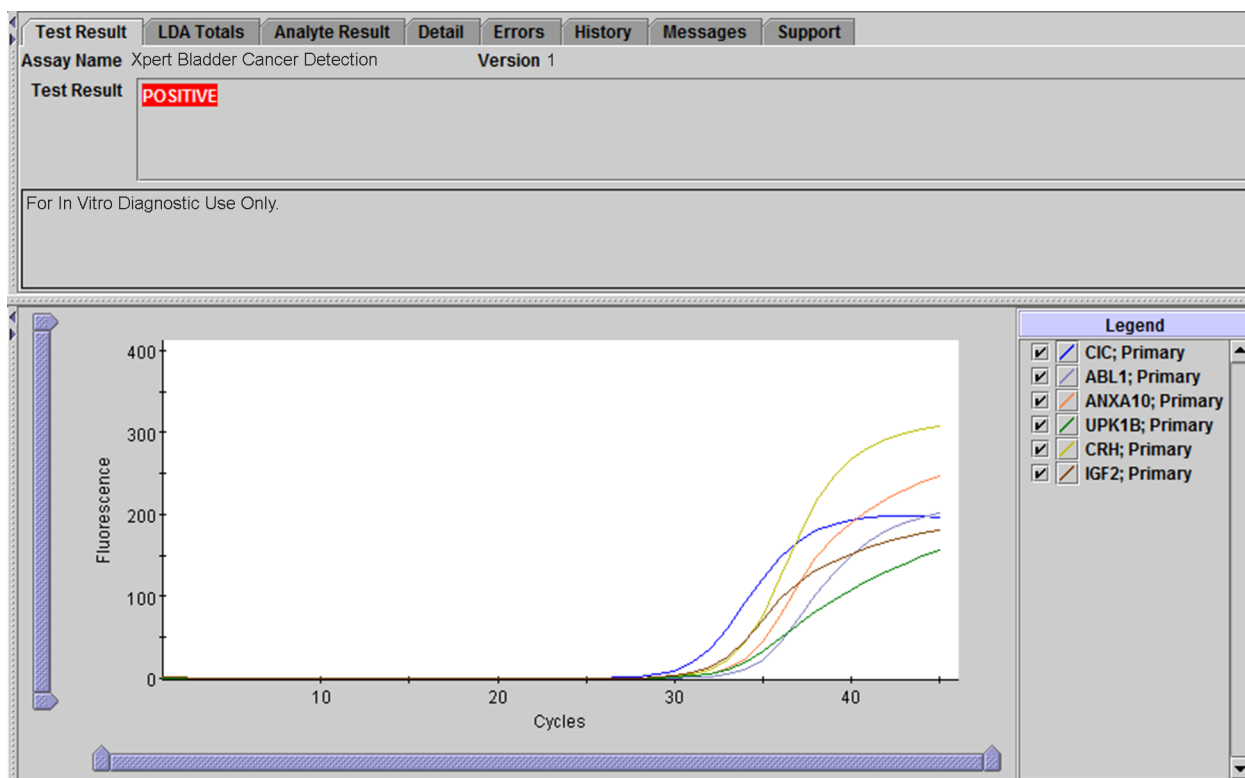 Test Result LDA Totals Analyte Result Detail Errors History Messages Support
Assay Name Xpert Bladder Cancer Detection Version 1
Test Result POSITIVE
For In Vitro Diagnostic Use Only.
Legend
CIC; Primary
ABL1; Primary
ANXA10; Primary
UPK1B; Primary
CRH; Primary
IGF2; Primary
400
300
200
100
0
Fluorescence
10 20 30 40
Cycles